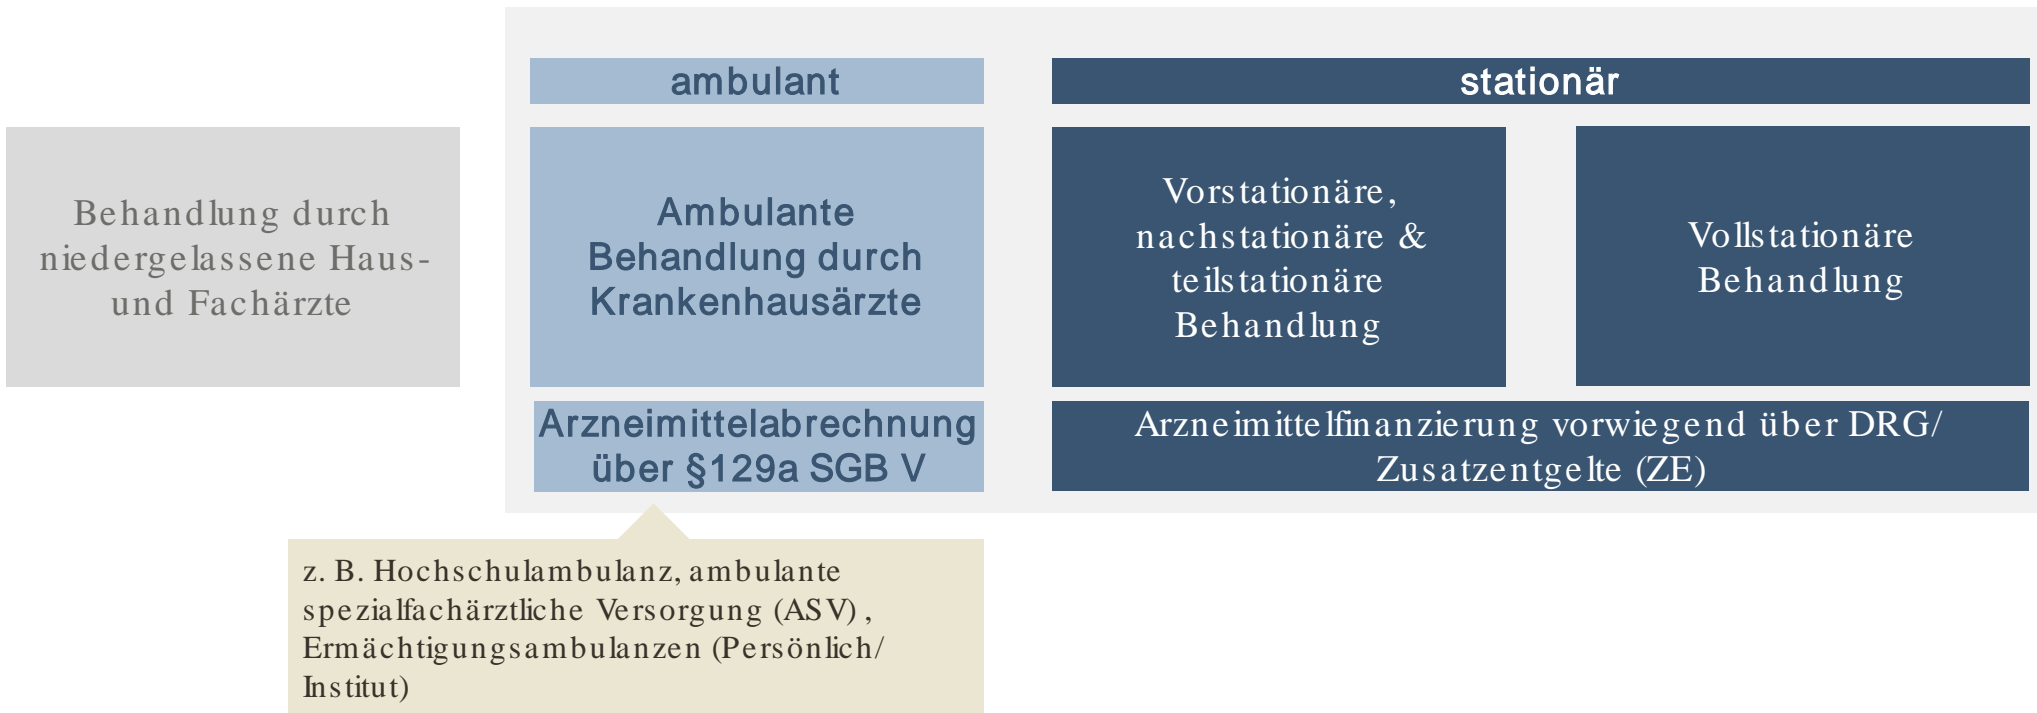 ambulant
stationär
Behandlung durch
niedergelassene Haus-
und Fachärzte
Ambulante
Behandlung durch
Krankenhausärzte
Vorstationäre,
nachstationäre &
teilstationäre
Behandlung
Vollstationäre
Behandlung
Arzneimittelabrechnung
über §129a SGB V
Arzneimittelfinanzierung vorwiegend über DRG/
Zusatzentgelte (ZE)
z. B. Hochschulambulanz, ambulante
spezialfachärztliche Versorgung (ASV) ,
Ermächtigungsambulanzen (Persönlich/
Institut)